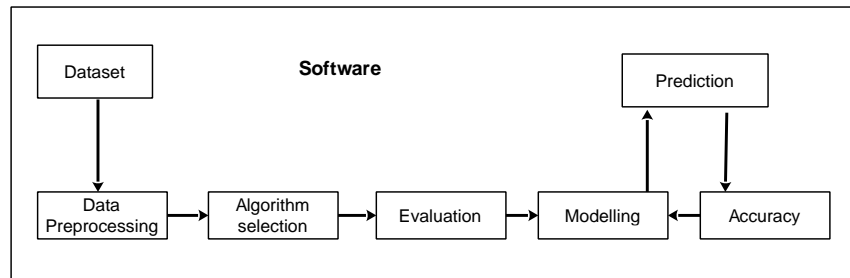 Dataset
Software
Prediction
Data
Preprocessing
Algorithm
selection
Evaluation
Modelling
Accuracy